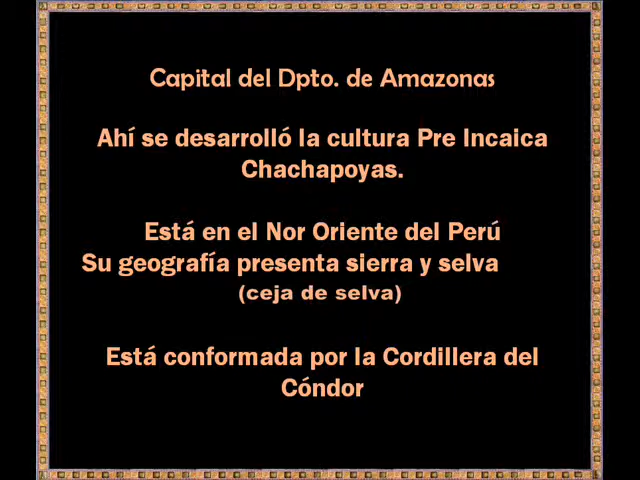 Capital del Dpto. de Amazonas
Ahí se desarrolló la cultura Pre Incaica
Chachapoyas.
Está en el Nor Oriente del Perú
Su geografía presenta sierra y selva
(ceja de selva)
Está conformada por la Cordillera del
Cóndor